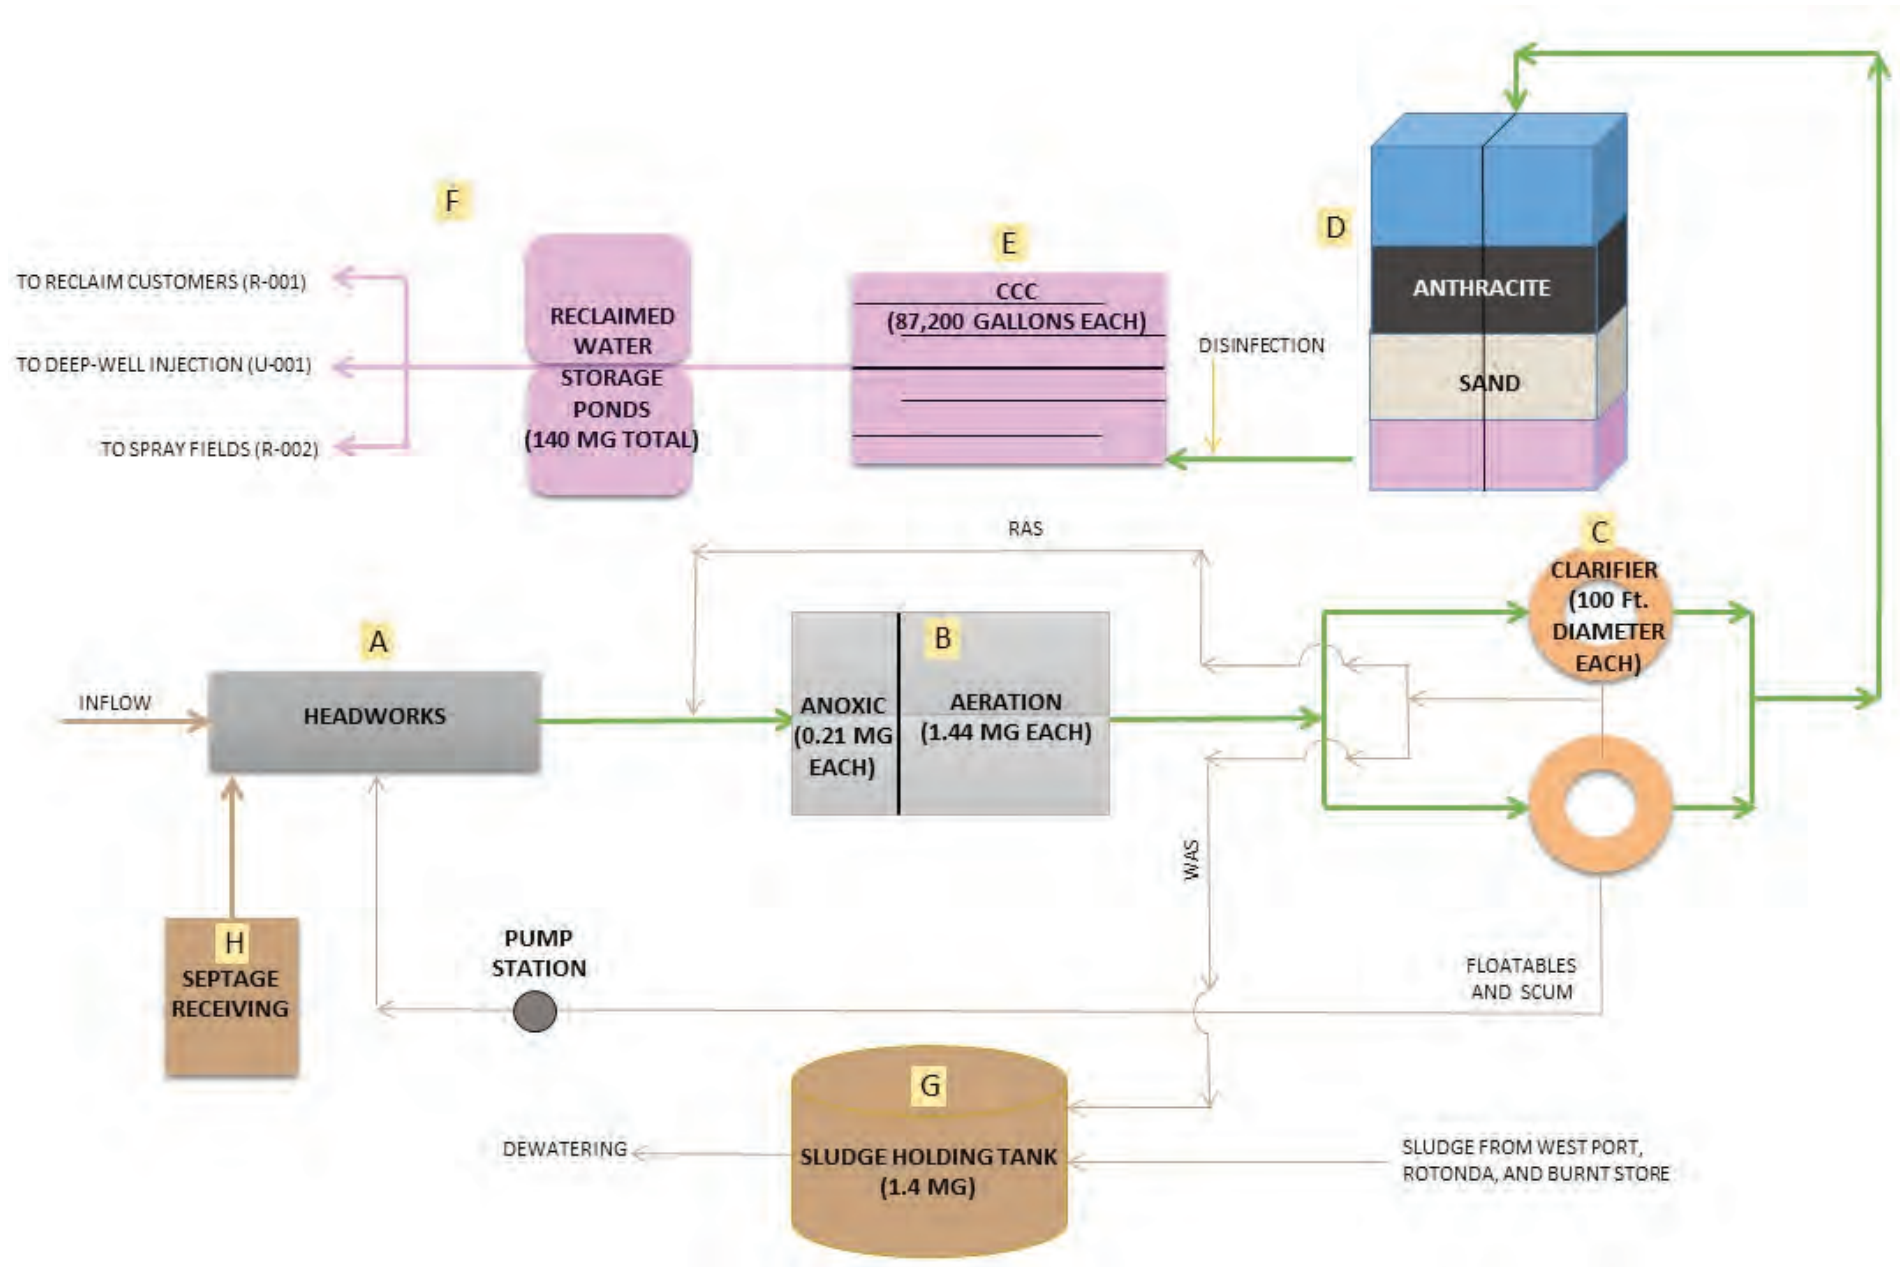 F
E
D
TO RECLAIM CUSTOMERS (R-001)
TO DEEP-WELL INJECTION (U-001)
TO SPRAY FIELDS (R-002)
RECLAIMED
WATER
STORAGE
PONDS
(140 MG TOTAL)
CCC
(87,200 GALLONS EACH)
DISINFECTION
ANTHRACITE
SAND
RAS
C
CLARIFIER
(100 Ft.
DIAMETER
EACH)
A
INFLOW
HEADWORKS
B
ANOXIC
(0.21 MG
EACH)
AERATION
(1.44 MG EACH)
WAS
H
SEPTAGE
RECEIVING
PUMP
STATION
FLOATABLES
AND SCUM
G
SLUDGE HOLDING TANK
(1.4 MG)
DEWATERING
SLUDGE FROM WEST PORT,
ROTONDA, AND BURNT STORE